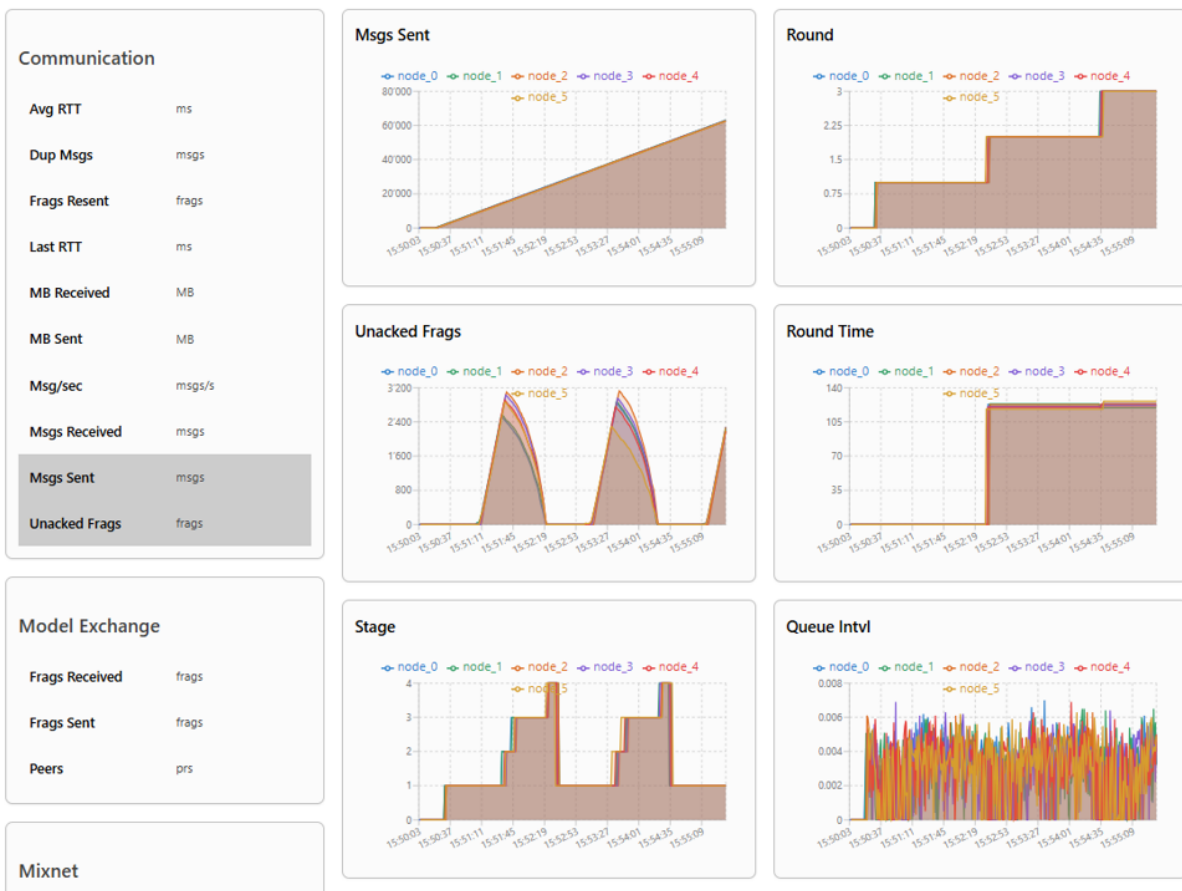 Communication
Avg RTT ms
Dup Msgs msgs
Frags Resent frags
Last RTT ms
MB Received MB
MB Sent MB
Msg/sec msgs/s
Msgs Received msgs
Msgs Sent msgs
Unacked Frags frags
Model Exchange
Frags Received frags
Frags Sent frags
Peers prs
Mixnet
Msgs Sent
node_0 node_1 node_2 node_3 node_4
node_5
80'000
60'000
40'000
20'000
0
15:50:03 15:50:37 15:51:11 15:51:45 15:52:19 15:52:53 15:53:27 15:54:01 15:54:35 15:55:09
Round
node_0 node_1 node_2 node_3 node_4
node_5
3
2.25
1.5
0.75
0
15:50:03 15:50:37 15:51:11 15:51:45 15:52:19 15:52:53 15:53:27 15:54:01 15:54:35 15:55:09
Unacked Frags
node_0 node_1 node_2 node_3 node_4
node_5
3'200
2'400
1'600
800
0
15:50:03 15:50:37 15:51:11 15:51:45 15:52:19 15:52:53 15:53:27 15:54:01 15:54:35 15:55:09
Round Time
node_0 node_1 node_2 node_3 node_4
node_5
140
105
70
35
0
15:50:03 15:50:37 15:51:11 15:51:45 15:52:19 15:52:53 15:53:27 15:54:01 15:54:35 15:55:09
Stage
node_0 node_1 node_2 node_3 node_4
node_5
4
3
2
1
0
15:50:03 15:50:37 15:51:11 15:51:45 15:52:19 15:52:53 15:53:27 15:54:01 15:54:35 15:55:09
Queue Intvl
node_0 node_1 node_2 node_3 node_4
node_5
0.008
0.006
0.004
0.002
0
15:50:03 15:50:37 15:51:11 15:51:45 15:52:19 15:52:53 15:53:27 15:54:01 15:54:35 15:55:09